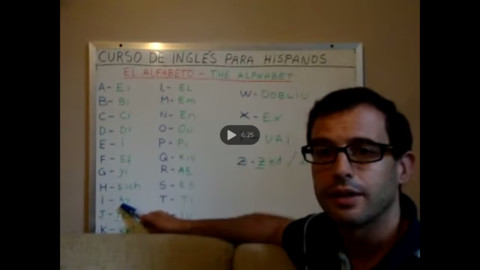 CURSO DE INGLÉS PARA HISPANOS
EL ALFABETO - THE ALPHABET
A - Ei
B - Bi
C - Ci
D - Di
E - i
F - Ef
G - Yi
H - Eich
I -
J -
K -
L - EL
M - Em
N - En
O - Ou
P - Pi
Q - Kiu
R - AR
S - ES
T - Ti
W - DOBLIU
X - EX
UAI
Z - Zed /
6:25